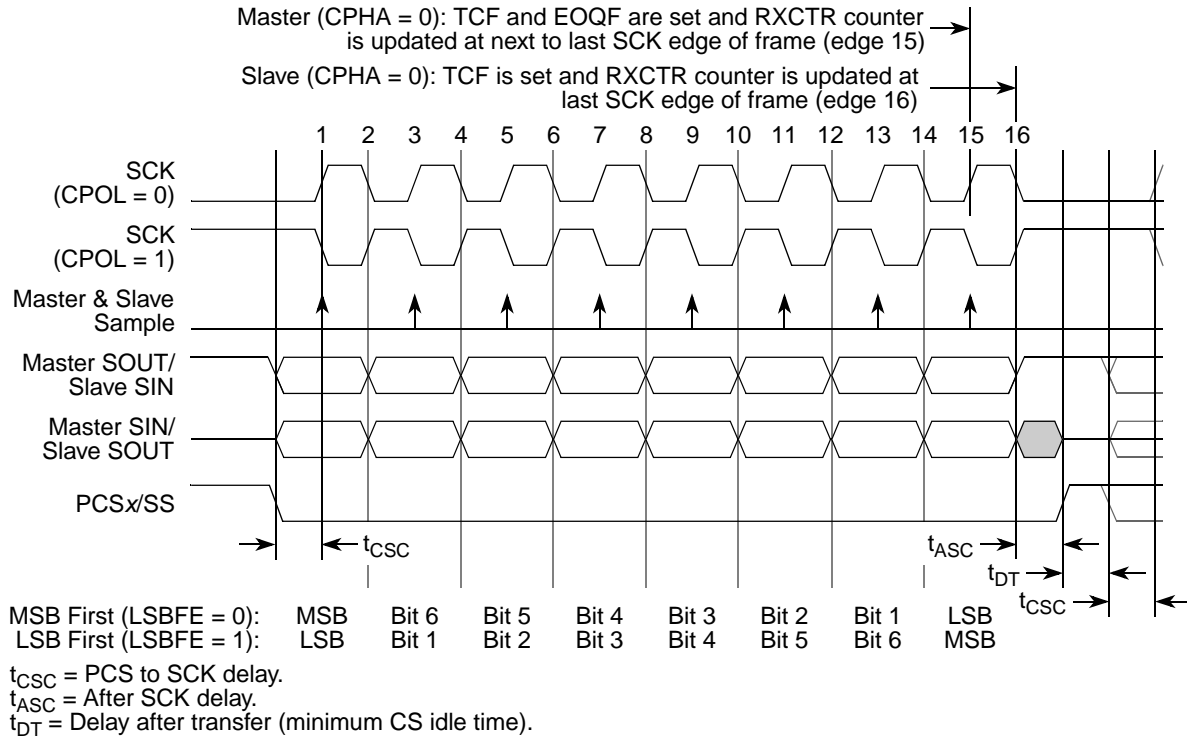 Master (CPHA = 0): TCF and EOQF are set and RXCTR counter
is updated at next to last SCK edge of frame (edge 15)
Slave (CPHA = 0): TCF is set and RXCTR counter is updated at
last SCK edge of frame (edge 16)
1 2 3 4 5 6 7 8 9 10 11 12 13 14 15 16
SCK
(CPOL = 0)
SCK
(CPOL = 1)
Master & Slave
Sample
Master SOUT/
Slave SIN
Master SIN/
Slave SOUT
PCSx/SS
tCSC tASC
tDT
tCSC
MSB First (LSBFE = 0): MSB Bit 6 Bit 5 Bit 4 Bit 3 Bit 2 Bit 1 LSB
LSB First (LSBFE = 1): LSB Bit 1 Bit 2 Bit 3 Bit 4 Bit 5 Bit 6 MSB
tCSC = PCS to SCK delay.
tASC = After SCK delay.
tDT = Delay after transfer (minimum CS idle time).